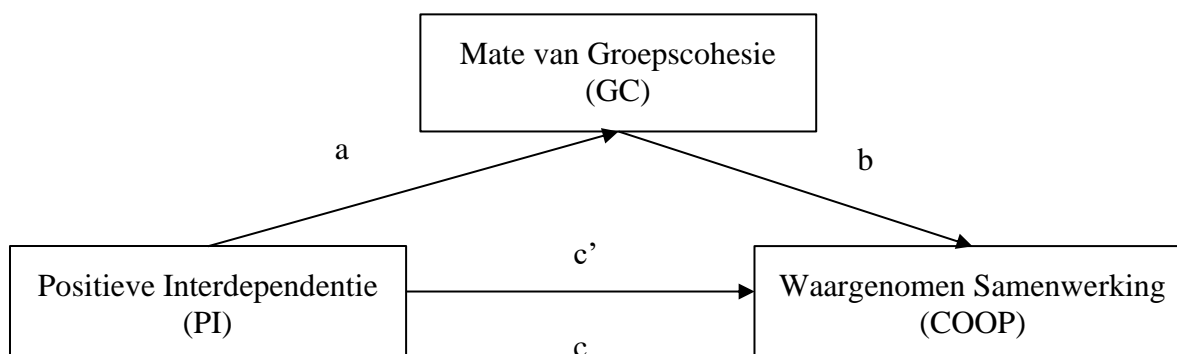 Mate van Groepscohesie
(GC)
a
b
c’
Positieve Interdependentie
(PI)
Waargenomen Samenwerking
(COOP)
c